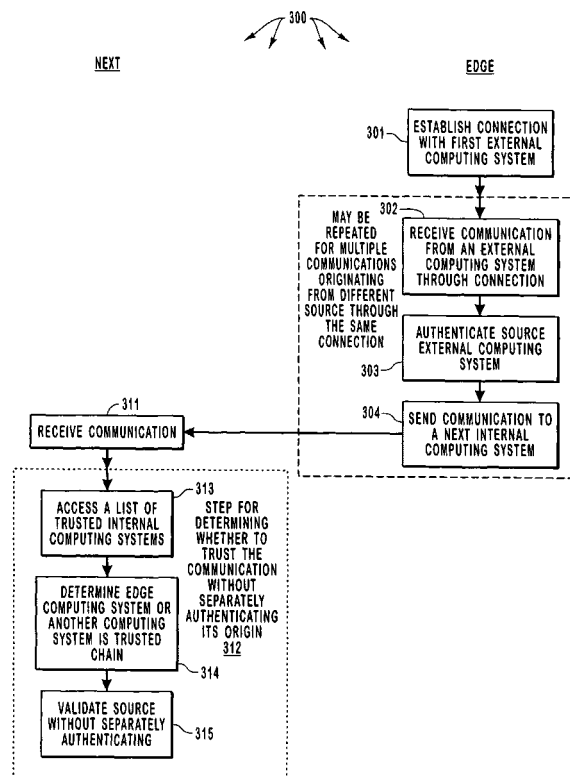 300
NEXT
EDGE
301
ESTABLISH CONNECTION
WITH FIRST EXTERNAL
COMPUTING SYSTEM
MAY BE
REPEATED
FOR MULTIPLE
COMMUNICATIONS
ORIGINATING
FROM DIFFERENT
SOURCE THROUGH
THE SAME
CONNECTION
302
RECEIVE COMMUNICATION
FROM AN EXTERNAL
COMPUTING SYSTEM
THROUGH CONNECTION
AUTHENTICATE SOURCE
EXTERNAL COMPUTING
SYSTEM
303
304
SEND COMMUNICATION TO
A NEXT INTERNAL
COMPUTING SYSTEM
311
RECEIVE COMMUNICATION
313
ACCESS A LIST OF
TRUSTED INTERNAL
COMPUTING SYSTEMS
STEP FOR
DETERMINING
WHETHER TO
TRUST THE
COMMUNICATION
WITHOUT
SEPARATELY
AUTHENTICATING
ITS ORIGIN
312
DETERMINE EDGE
COMPUTING SYSTEM OR
ANOTHER COMPUTING
SYSTEM IS TRUSTED
CHAIN
314
VALIDATE SOURCE
WITHOUT SEPARATELY
AUTHENTICATING
315